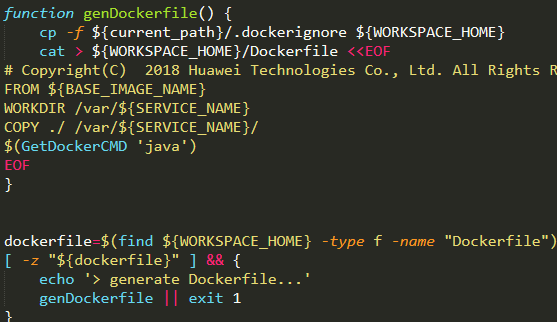 function genDockerfile() {
    cp -f ${current_path}/.dockerignore ${WORKSPACE_HOME}
    cat > ${WORKSPACE_HOME}/Dockerfile <<EOF
# Copyright(C)  2018 Huawei Technologies Co., Ltd. All Rights R
FROM ${BASE_IMAGE_NAME}
WORKDIR /var/${SERVICE_NAME}
COPY ./ /var/${SERVICE_NAME}/
$(GetDockerCMD 'java')
EOF
}
dockerfile=$(find ${WORKSPACE_HOME} -type f -name "Dockerfile")
[ -z "${dockerfile}" ] && {
    echo '> generate Dockerfile...'
    genDockerfile || exit 1
}